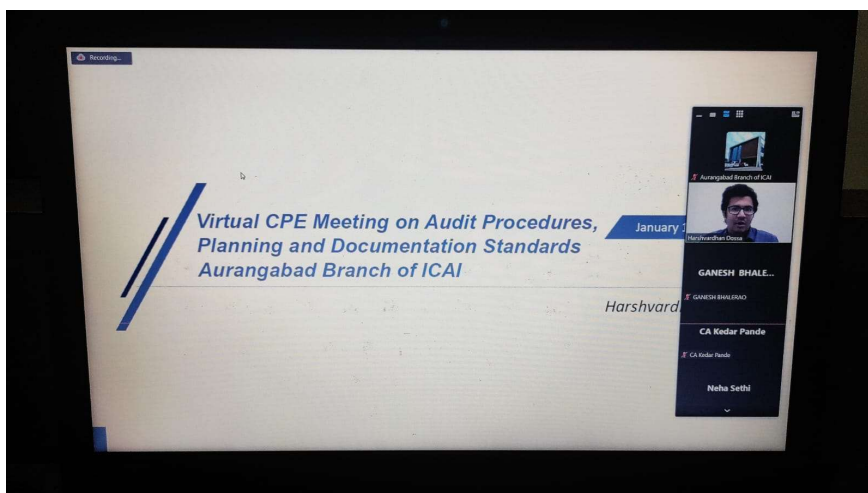 Recording...
Virtual CPE Meeting on Audit Procedures,
Planning and Documentation Standards
Aurangabad Branch of ICAI
January
Harshvard
Aurangabad Branch of ICAI
Harshvardhan Dossa
GANESH BHALE...
GANESH BHALERAO
CA Kedar Pande
CA Kedar Pande
Neha Sethi